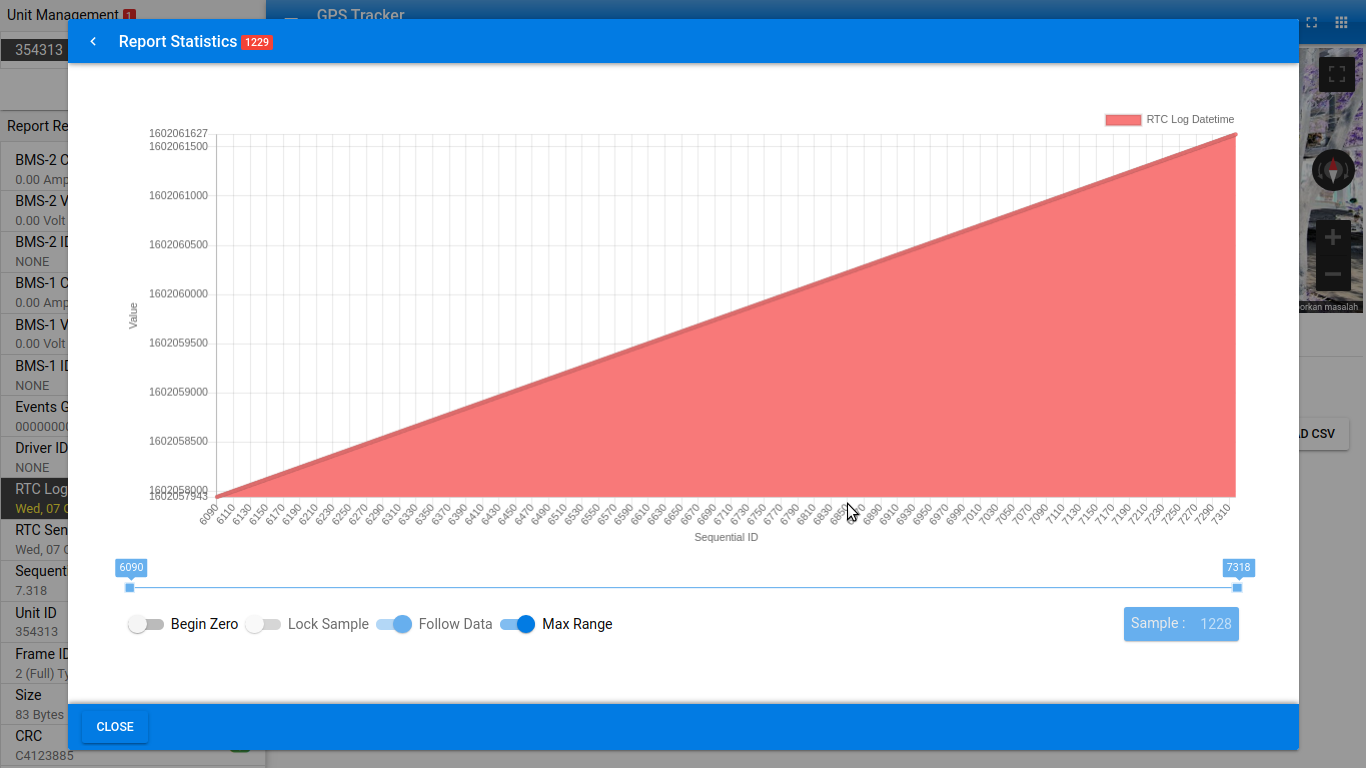 Unit Management 1
GPS Tracker
354313
Report Statistics 1229
Report Re
BMS-2 C
0.00 Amp
BMS-2 V
0.00 Volt
BMS-2 ID
NONE
BMS-1 C
0.00 Amp
BMS-1 V
0.00 Volt
BMS-1 ID
NONE
Events G
00000000
Driver ID
NONE
RTC Log
Wed, 07 O
RTC Sen
Wed, 07 O
Sequent
7.318
Unit ID
354313
Frame ID
2 (Full) Ty
Size
83 Bytes
CRC
C4123885
RTC Log Datetime
1602061627
1602061500
1602061000
1602060500
1602060000
1602059500
1602059000
1602058500
1602058000
1602057943
Value
6090 6110 6130 6150 6170 6190 6210 6230 6250 6270 6290 6310 6330 6350 6370 6390 6410 6430 6450 6470 6490 6510 6530 6550 6570 6590 6610 6630 6650 6670 6690 6710 6730 6750 6770 6790 6810 6830 6850 6890 6910 6930 6950 6970 6990 7010 7030 7050 7070 7090 7110 7130 7150 7170 7190 7210 7230 7250 7270 7290 7310
Sequential ID
6090
7318
Begin Zero Lock Sample Follow Data Max Range
Sample : 1228
CLOSE
orkan masalah
D CSV